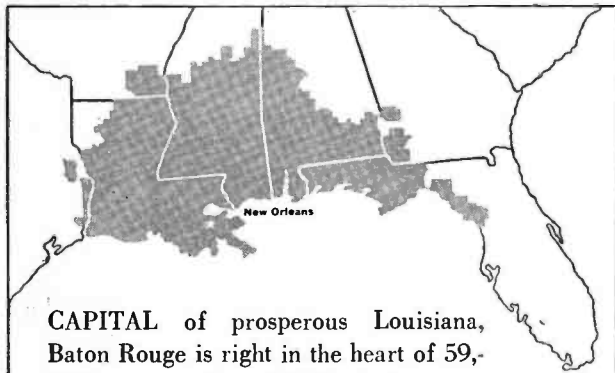 New Orleans
CAPITAL of prosperous Louisiana,
Baton Rouge is right in the heart of 59,-